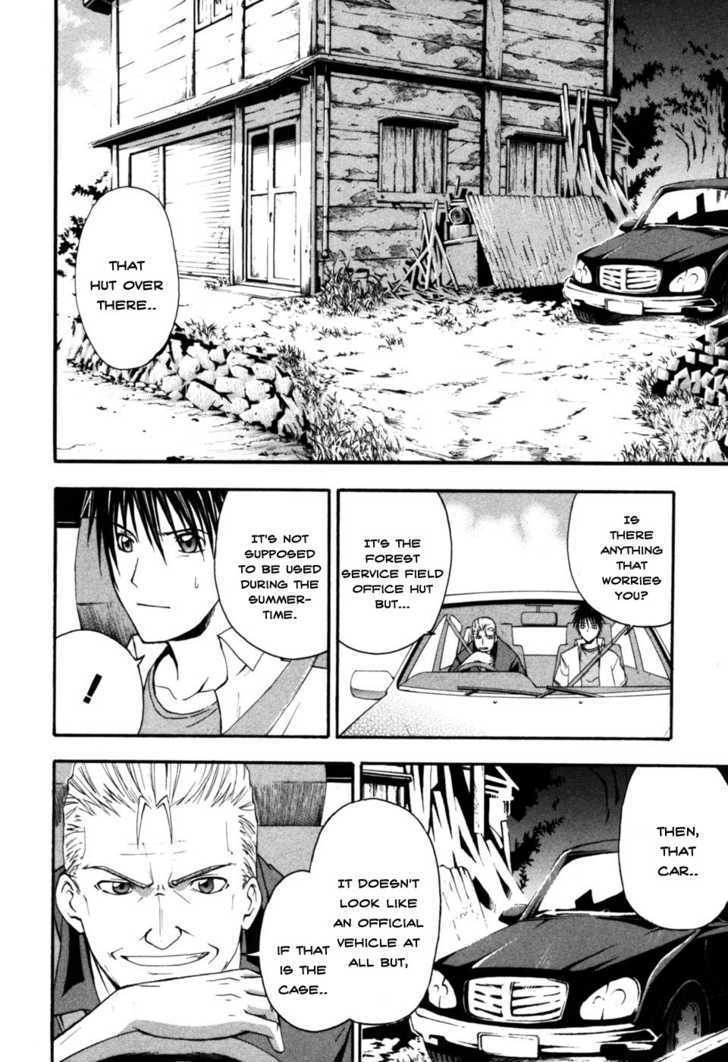 THAT
HUT OVER
THERE..
IS
THERE
ANYTHING
THAT
WORRIES
YOU?
IT'S THE
FOREST
SERVICE FIELD
OFFICE HUT
BUT...
IT'S NOT
SUPPOSED
TO BE USED
DURING THE
SUMMER-
TIME.
!
THEN,
THAT
CAR..
IT DOESN'T
LOOK LIKE
AN OFFICIAL
VEHICLE AT
ALL BUT,
IF THAT
IS THE
CASE..